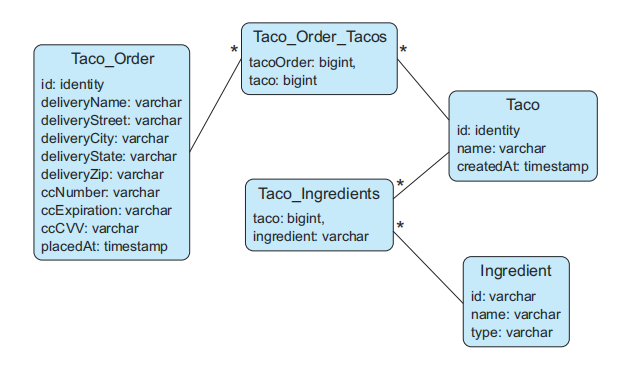 Taco_Order
id: identity
deliveryName: varchar
deliveryStreet: varchar
deliveryCity: varchar
deliveryState: varchar
deliveryZip: varchar
ccNumber: varchar
ccExpiration: varchar
ccCVV: varchar
placedAt: timestamp
*
Taco_Order_Tacos
tacoOrder: bigint,
taco: bigint
*
Taco
id: identity
name: varchar
createdAt: timestamp
Taco_Ingredients
taco: bigint,
ingredient: varchar
*
*
Ingredient
id: varchar
name: varchar
type: varchar